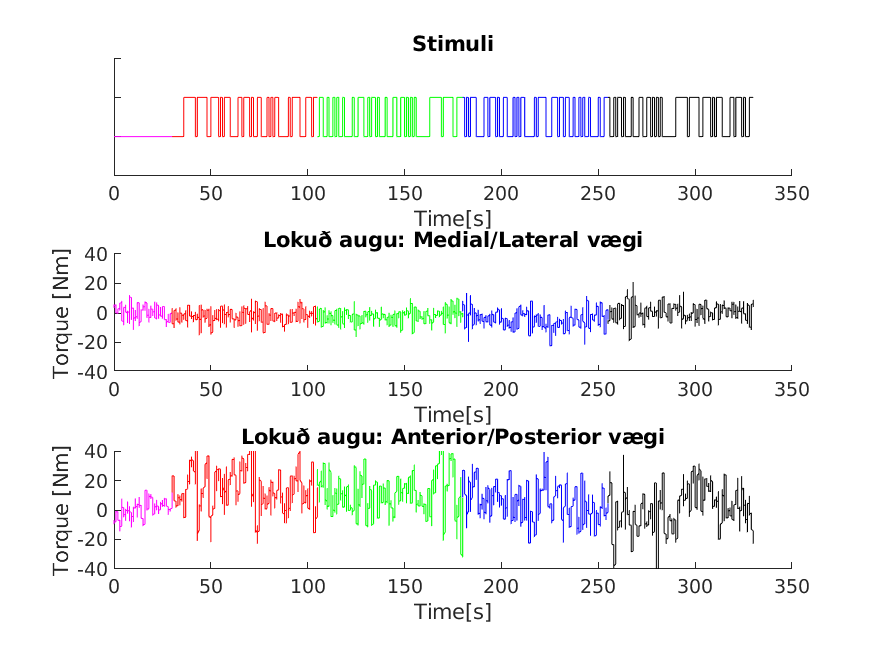 Stimuli
0 50 100 150 200 250 300 350
Time[s]
Lokuð augu: Medial/Lateral vægi
Torque [Nm]
40
20
0
-20
-40
0 50 100 150 200 250 300 350
Time[s]
Lokuð augu: Anterior/Posterior vægi
Torque [Nm]
40
20
0
-20
-40
0 50 100 150 200 250 300 350
Time[s]